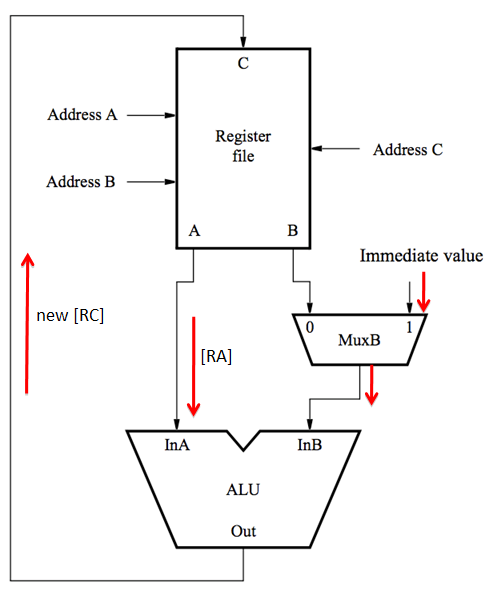 C
Address A
Register
file
Address C
Address B
A
B
Immediate value
new [RC]
0
1
MuxB
[RA]
InA
InB
ALU
Out